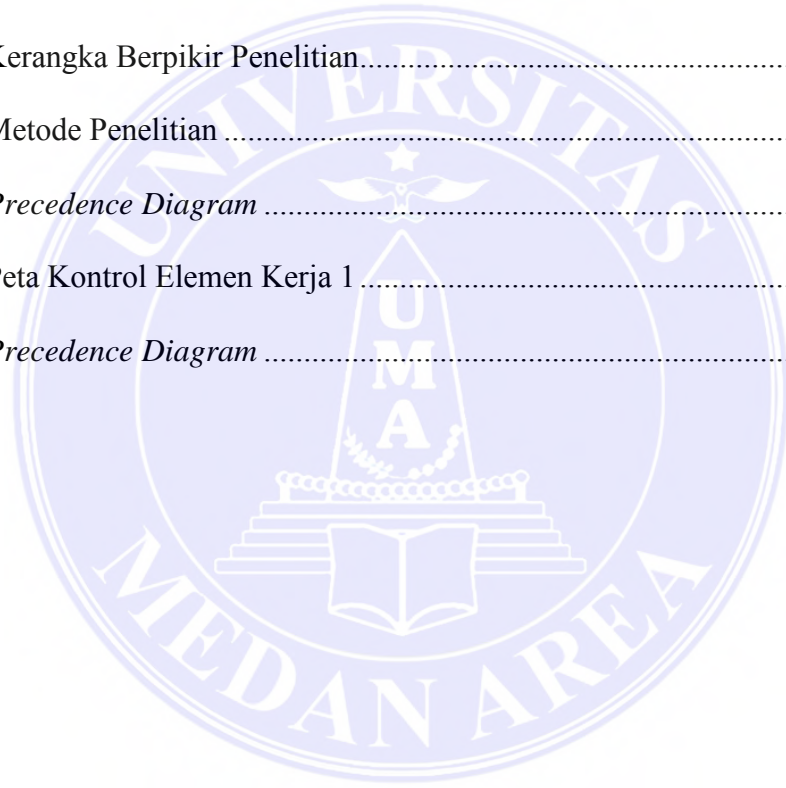 Kerangka Berpikir Penelitian....................................................
Metode Penelitian ....................................................................
Precedence Diagram ...............................................................
Peta Kontrol Elemen Kerja 1 ...................................................
Precedence Diagram ...............................................................
UNIVERSITAS
UMA
MEDAN AREA